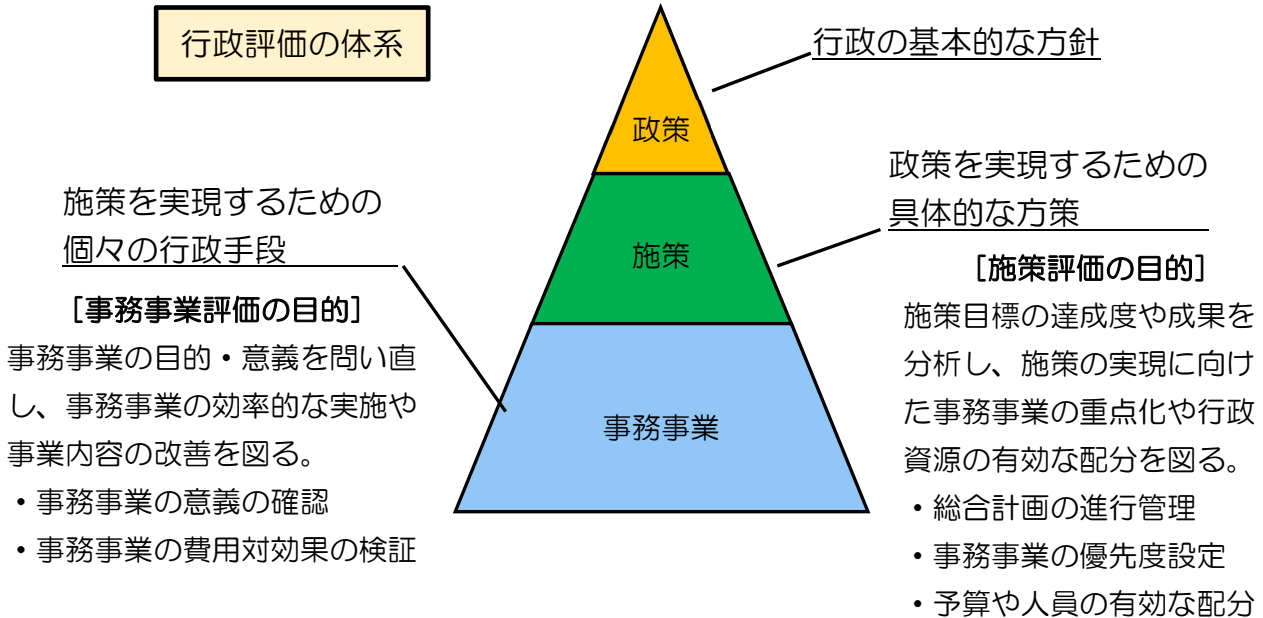 行政評価の体系
行政の基本的な方針
政策
政策を実現するための
具体的な方策
施策を実現するための
個々の行政手段
施策
[施策評価の目的]
施策目標の達成度や成果を
分析し、施策の実現に向け
た事務事業の重点化や行政
資源の有効な配分を図る。
・総合計画の進行管理
・事務事業の優先度設定
・予算や人員の有効な配分
[事務事業評価の目的]
事務事業の目的・意義を問い直
し、事務事業の効率的な実施や
事業内容の改善を図る。
・事務事業の意義の確認
・事務事業の費用対効果の検証
事務事業